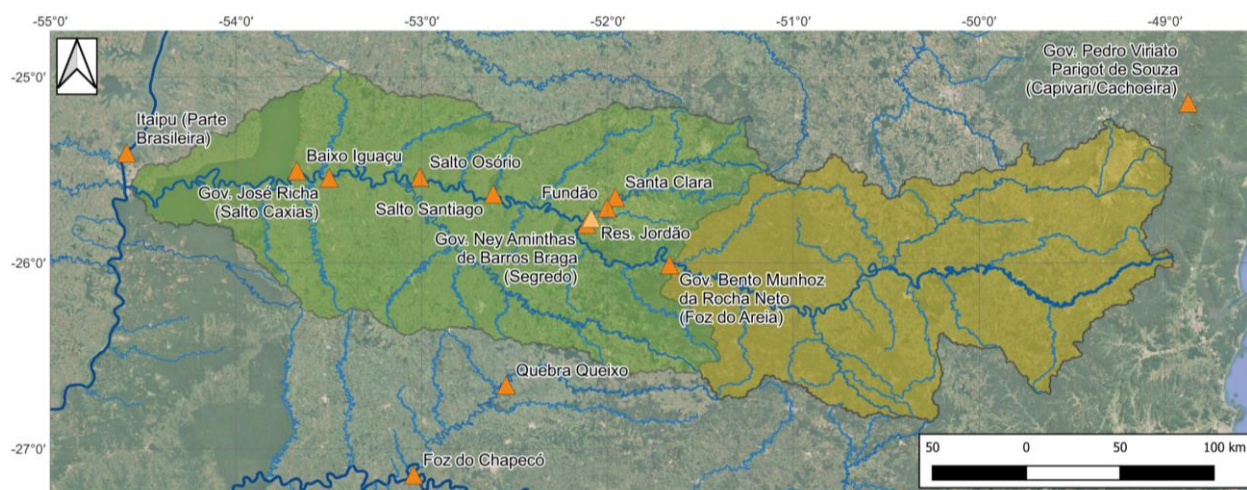 -55°0'
-54°0'
-53°0'
-52°0'
-51°0'
-50°0'
-49°0'
Gov. Pedro Viriato
Parigot de Souza
(Capivari/Cachoeira)
-25°0'
Itaipu (Parte
Brasileira)
Baixo Iguaçu
Salto Osório
Santa Clara
Fundão
Gov. José Richa
(Salto Caxias)
Salto Santiago
Res. Jordão
Gov. Ney Aminthas
de Barros Braga
(Segredo)
-26°0'
Gov. Bento Munhoz
da Rocha Neto
(Foz do Areia)
Quebra Queixo
-27°0'
Foz do Chapecó
50
0
50
100 km